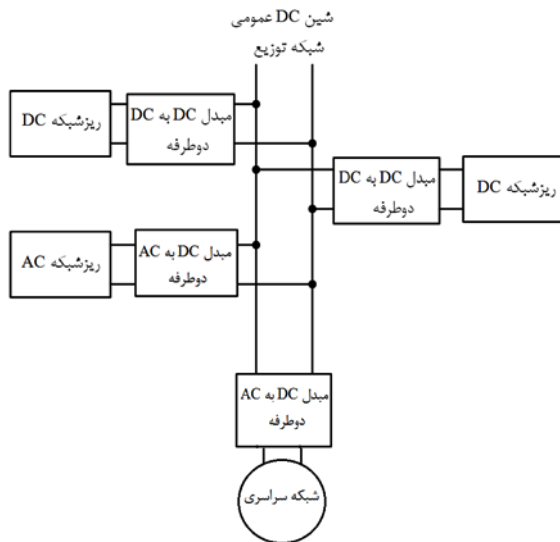 شین DC عمومی
شبکه توزیع
ریزشبکه DC
مبدل DC به DC
دوطرفه
مبدل DC به DC
دوطرفه
ریزشبکه DC
ریزشبکه AC
مبدل DC به AC
دوطرفه
مبدل DC به AC
دوطرفه
شبکه سراسری